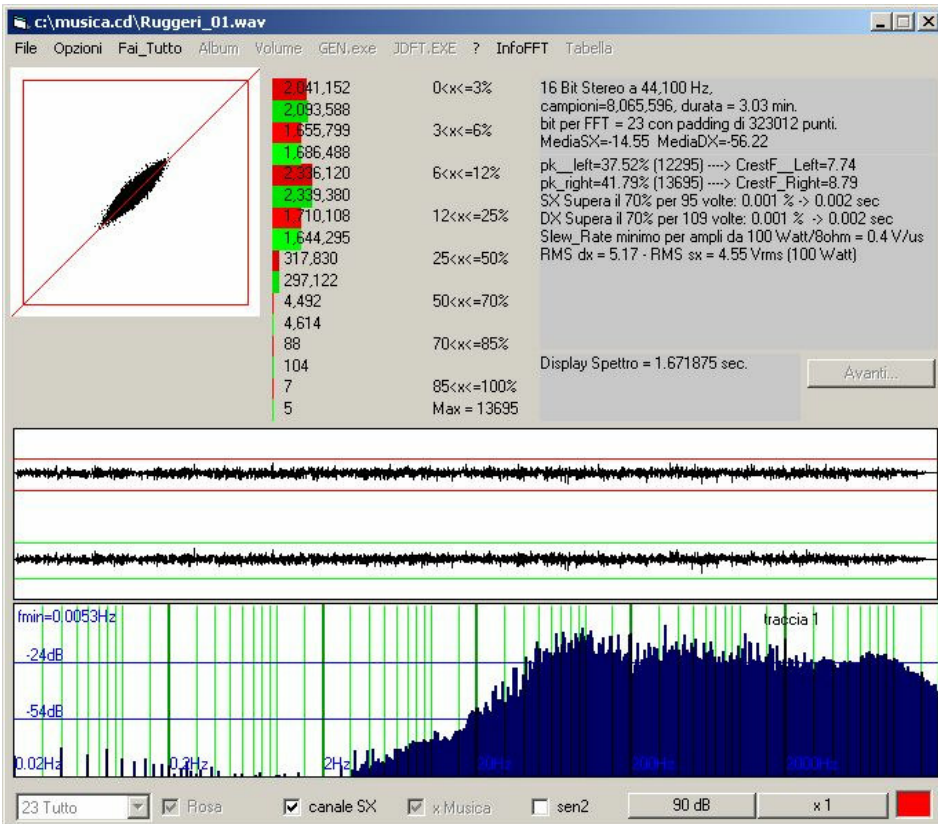 c:\musica.cd\Ruggeri_01.wav
File Opzioni Fai_Tutto Album Volume GEN.exe JDFT.EXE ? InfoFFT Tabella
2,041,152 0<x<=3%
2,093,588
1,655,799 3<x<=6%
1,686,488
2,336,120 6<x<=12%
2,339,380
1,710,108 12<x<=25%
1,644,295
317,830 25<x<=50%
297,122
4,492 50<x<=70%
4,614
88 70<x<=85%
104
7 85<x<=100%
5 Max = 13695
16 Bit Stereo a 44,100 Hz,
campioni=8,065,596, durata = 3.03 min.
bit per FFT = 23 con padding di 323012 punti.
MediaSX=-14.55 MediaDX=-56.22
pk__left=37.52% (12295) ----> CrestF__Left=7.74
pk_right=41.79% (13695) ----> CrestF_Right=8.79
SX Supera il 70% per 95 volte: 0.001 % -> 0.002 sec
DX Supera il 70% per 109 volte: 0.001 % -> 0.002 sec
Slew_Rate minimo per ampli da 100 Watt/8ohm = 0.4 V/us
RMS dx = 5.17 - RMS sx = 4.55 Vrms (100 Watt)
Display Spettro = 1.671875 sec.
Avanti...
fmin=0.0053Hz
traccia 1
-24dB
-54dB
0.02Hz 0.2Hz 2Hz 20Hz 200Hz 2000Hz
23 Tutto Rosa canale SX x Musica sen2 90 dB x 1